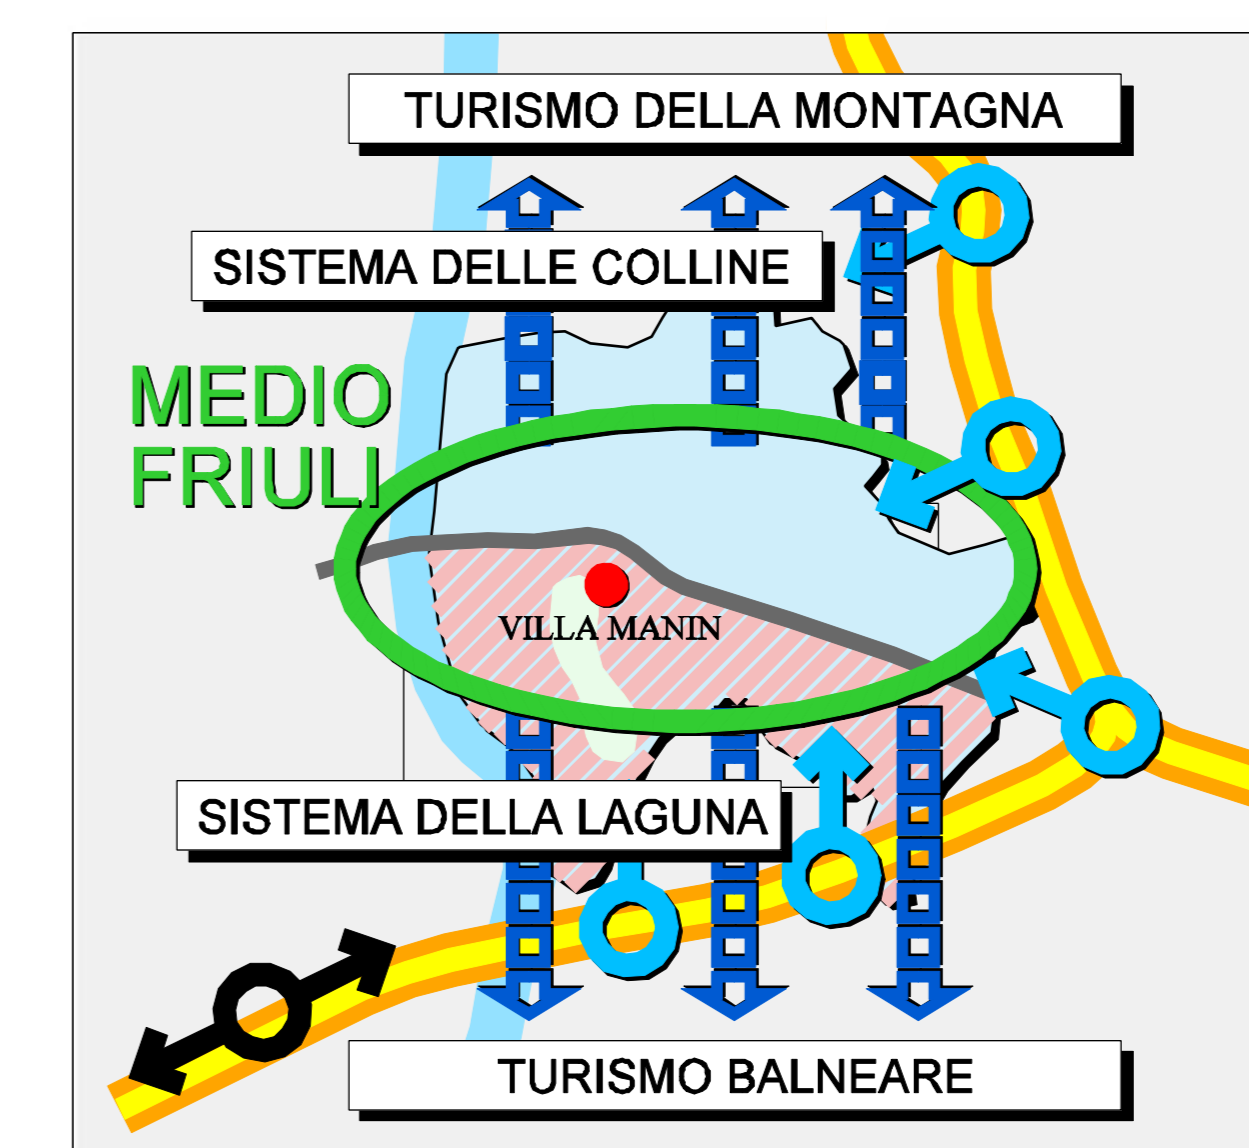 TURISMO DELLA MONTAGNA
SISTEMA DELLE COLLINE
MEDIO
FRIULI
VILLA MANIN
SISTEMA DELLA LAGUNA
TURISMO BALNEARE